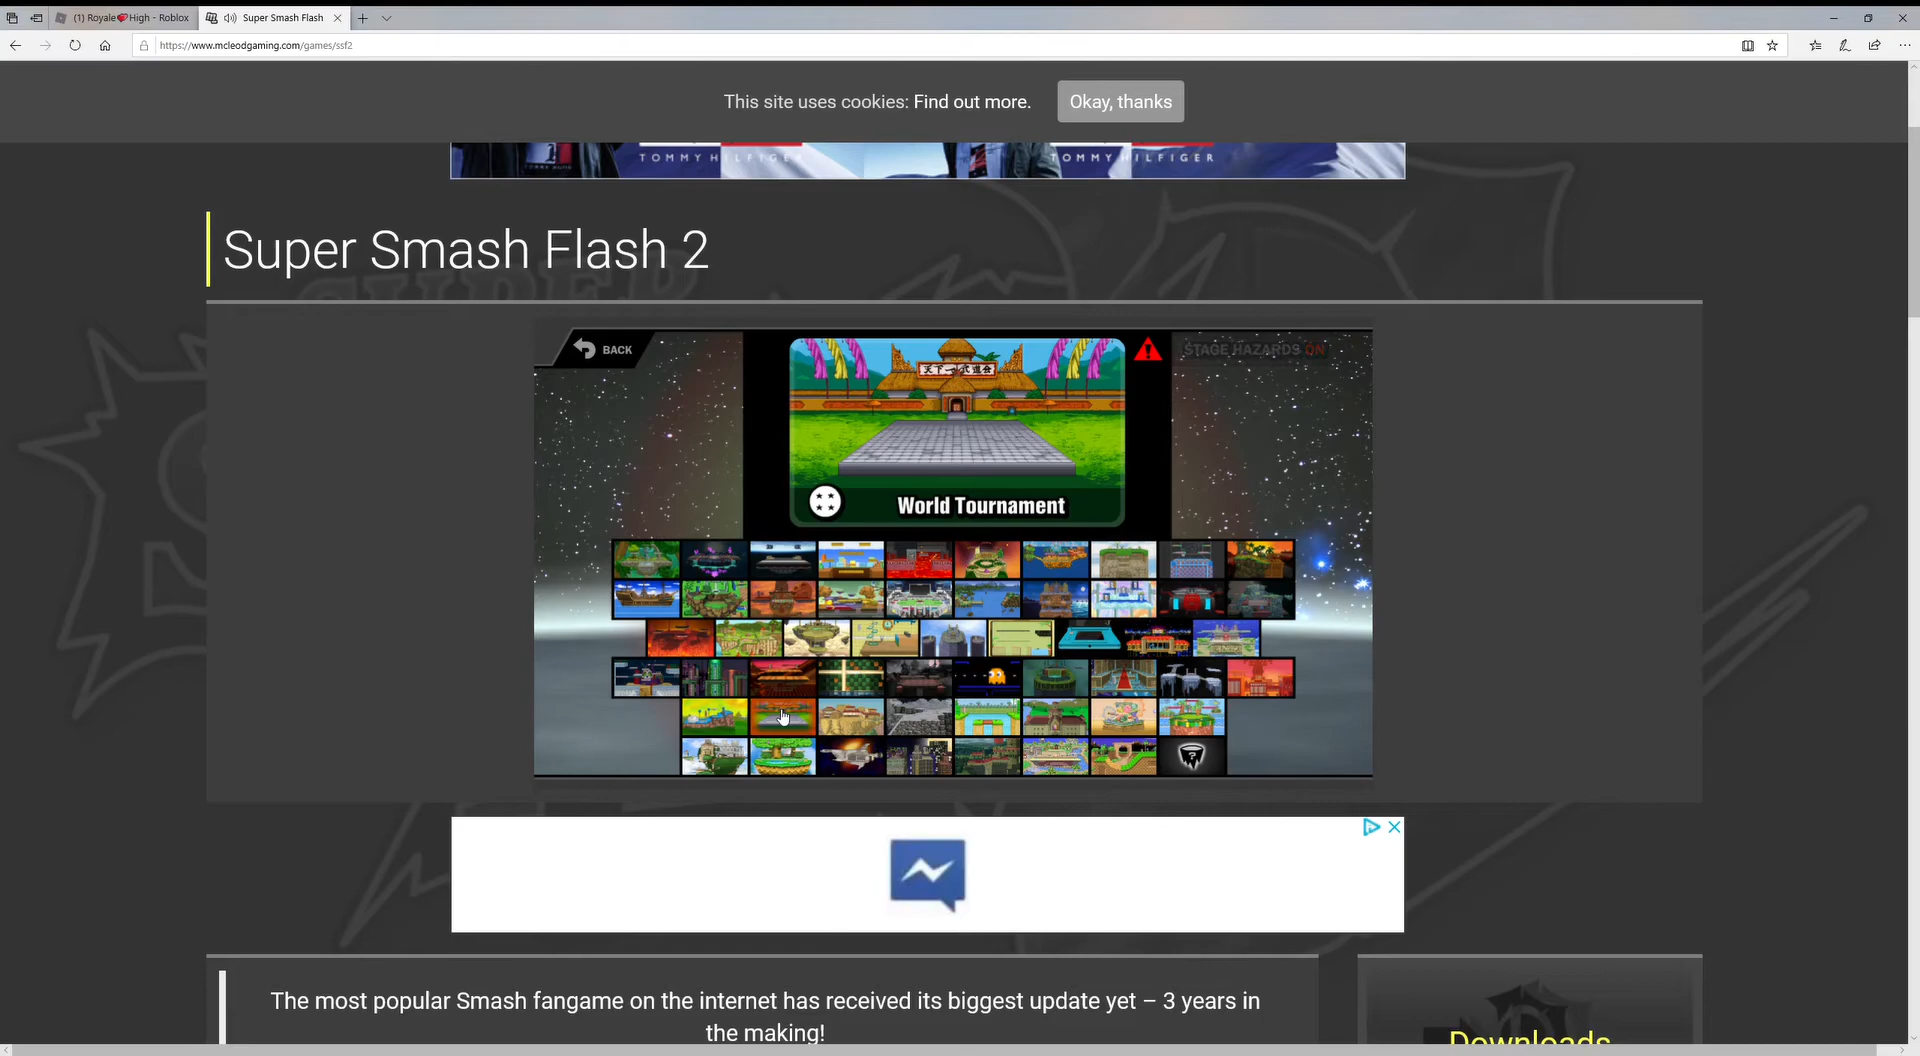 (1) Royale❤High - Roblox
Super Smash Flash
https://www.mcleodgaming.com/games/ssf2
This site uses cookies: Find out more.
Okay, thanks
TOMMY HILFIGER
TOMMY HILFIGER
Super Smash Flash 2
BACK
STAGE HAZARDS ON
World Tournament
The most popular Smash fangame on the internet has received its biggest update yet – 3 years in
the making!
Downloads